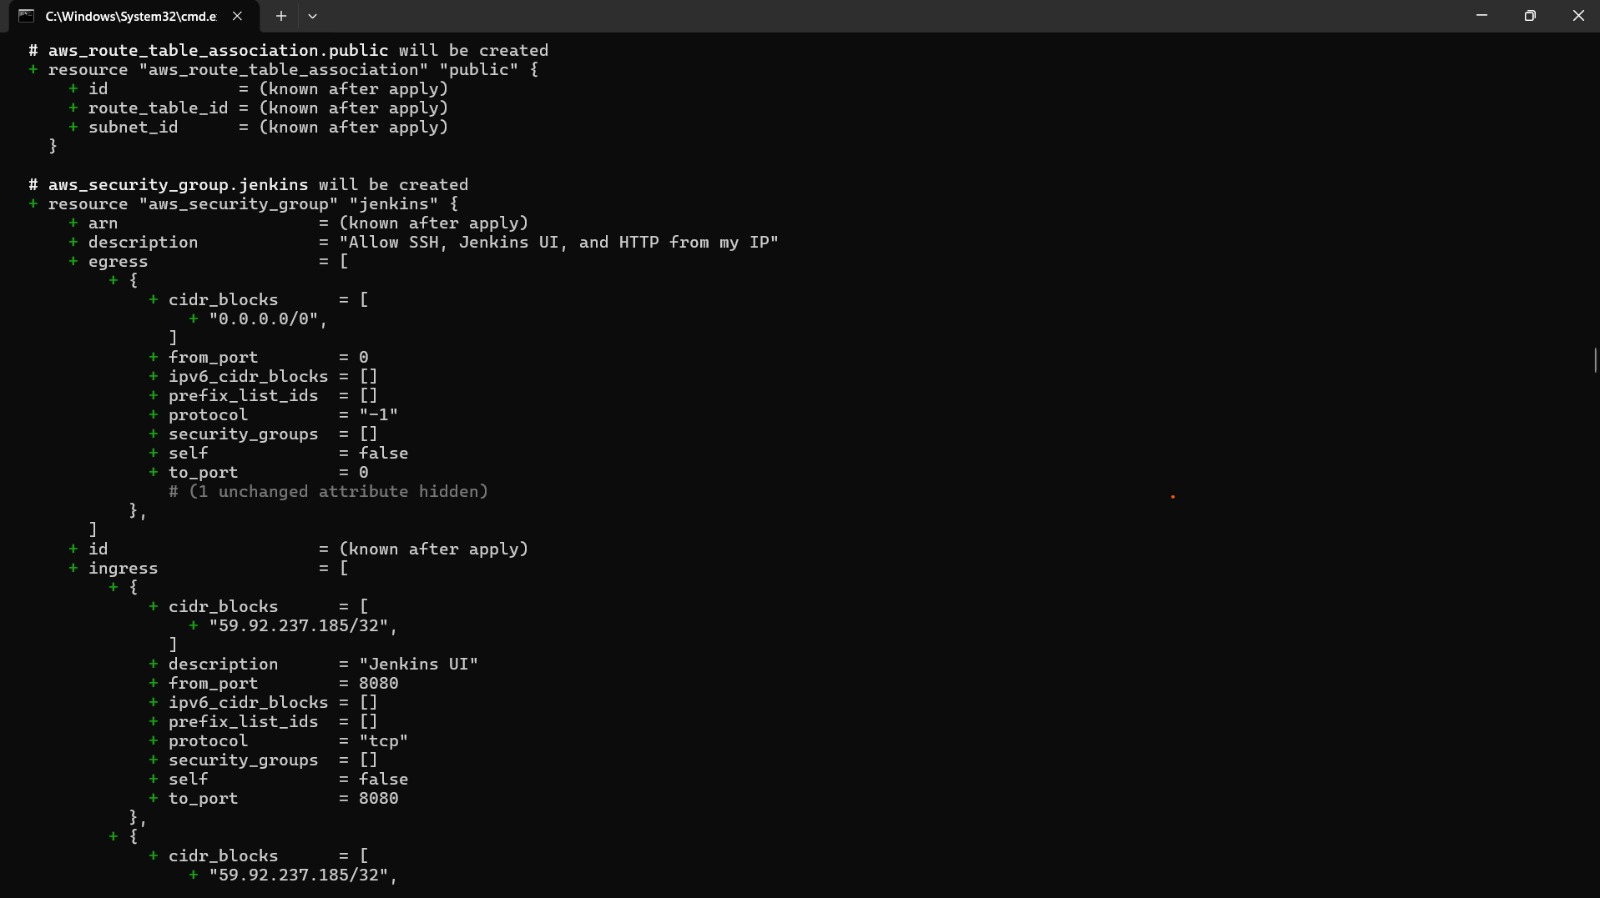 C:\Windows\System32\cmd.e
# aws_route_table_association.public will be created
+ resource "aws_route_table_association" "public" {
+ id = (known after apply)
+ route_table_id = (known after apply)
+ subnet_id = (known after apply)
}
# aws_security_group.jenkins will be created
+ resource "aws_security_group" "jenkins" {
+ arn = (known after apply)
+ description = "Allow SSH, Jenkins UI, and HTTP from my IP"
+ egress = [
+ {
+ cidr_blocks = [
+ "0.0.0.0/0",
]
+ from_port = 0
+ ipv6_cidr_blocks = []
+ prefix_list_ids = []
+ protocol = "-1"
+ security_groups = []
+ self = false
+ to_port = 0
# (1 unchanged attribute hidden)
},
]
+ id = (known after apply)
+ ingress = [
+ {
+ cidr_blocks = [
+ "59.92.237.185/32",
]
+ description = "Jenkins UI"
+ from_port = 8080
+ ipv6_cidr_blocks = []
+ prefix_list_ids = []
+ protocol = "tcp"
+ security_groups = []
+ self = false
+ to_port = 8080
},
+ {
+ cidr_blocks = [
+ "59.92.237.185/32",